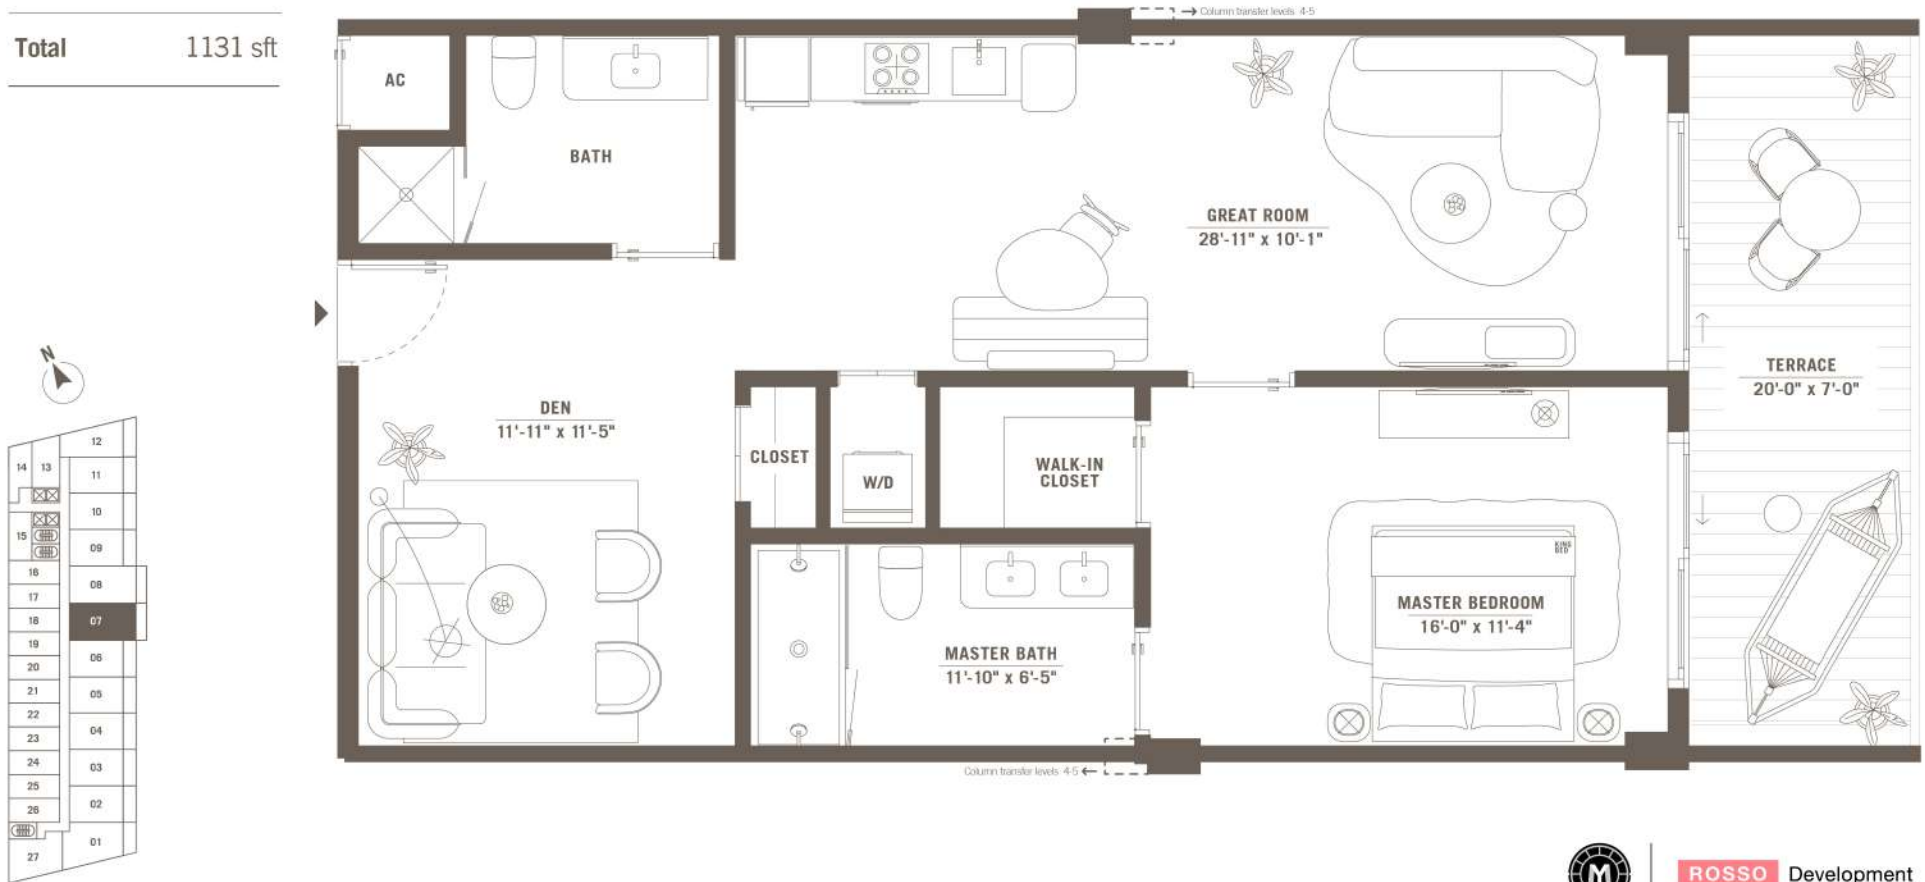 Total 1131 sft
Column transfer levels 4-5
AC
BATH
GREAT ROOM
28'-11" x 10'-1"
TERRACE
20'-0" x 7'-0"
DEN
11'-11" x 11'-5"
CLOSET
W/D
WALK-IN
CLOSET
KING
BED
MASTER BEDROOM
16'-0" x 11'-4"
MASTER BATH
11'-10" x 6'-5"
Column transfer levels 4-5
N
12
14 13
11
10
15
09
16
08
17
18
07
19
06
20
21
05
22
04
23
24
03
25
02
26
01
27
M
ROSSO Development